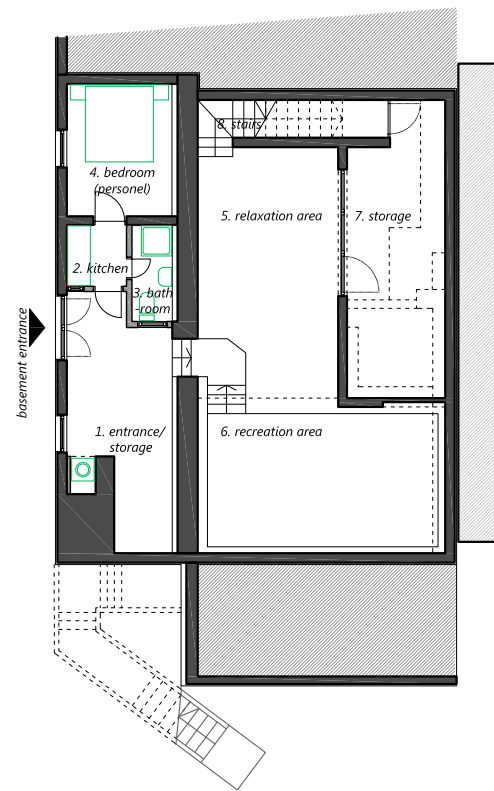 8. stairs
4. bedroom
(personel)
5. relaxation area
7. storage
2. kitchen
3. bath
-room
basement entrance
1. entrance/
storage
6. recreation area